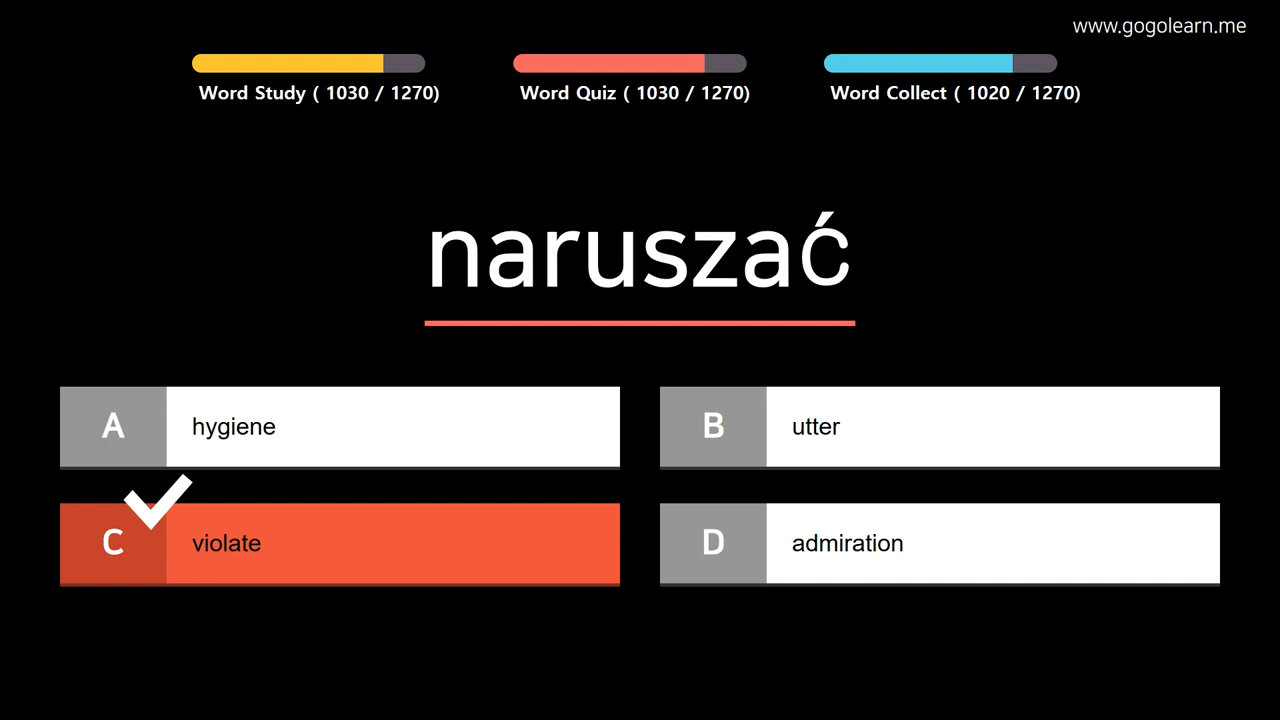 www.gogolearn.me
Word Study ( 1030 / 1270)
Word Quiz ( 1030 / 1270)
Word Collect ( 1020 / 1270)
naruszać
A hygiene
B utter
C violate
D admiration